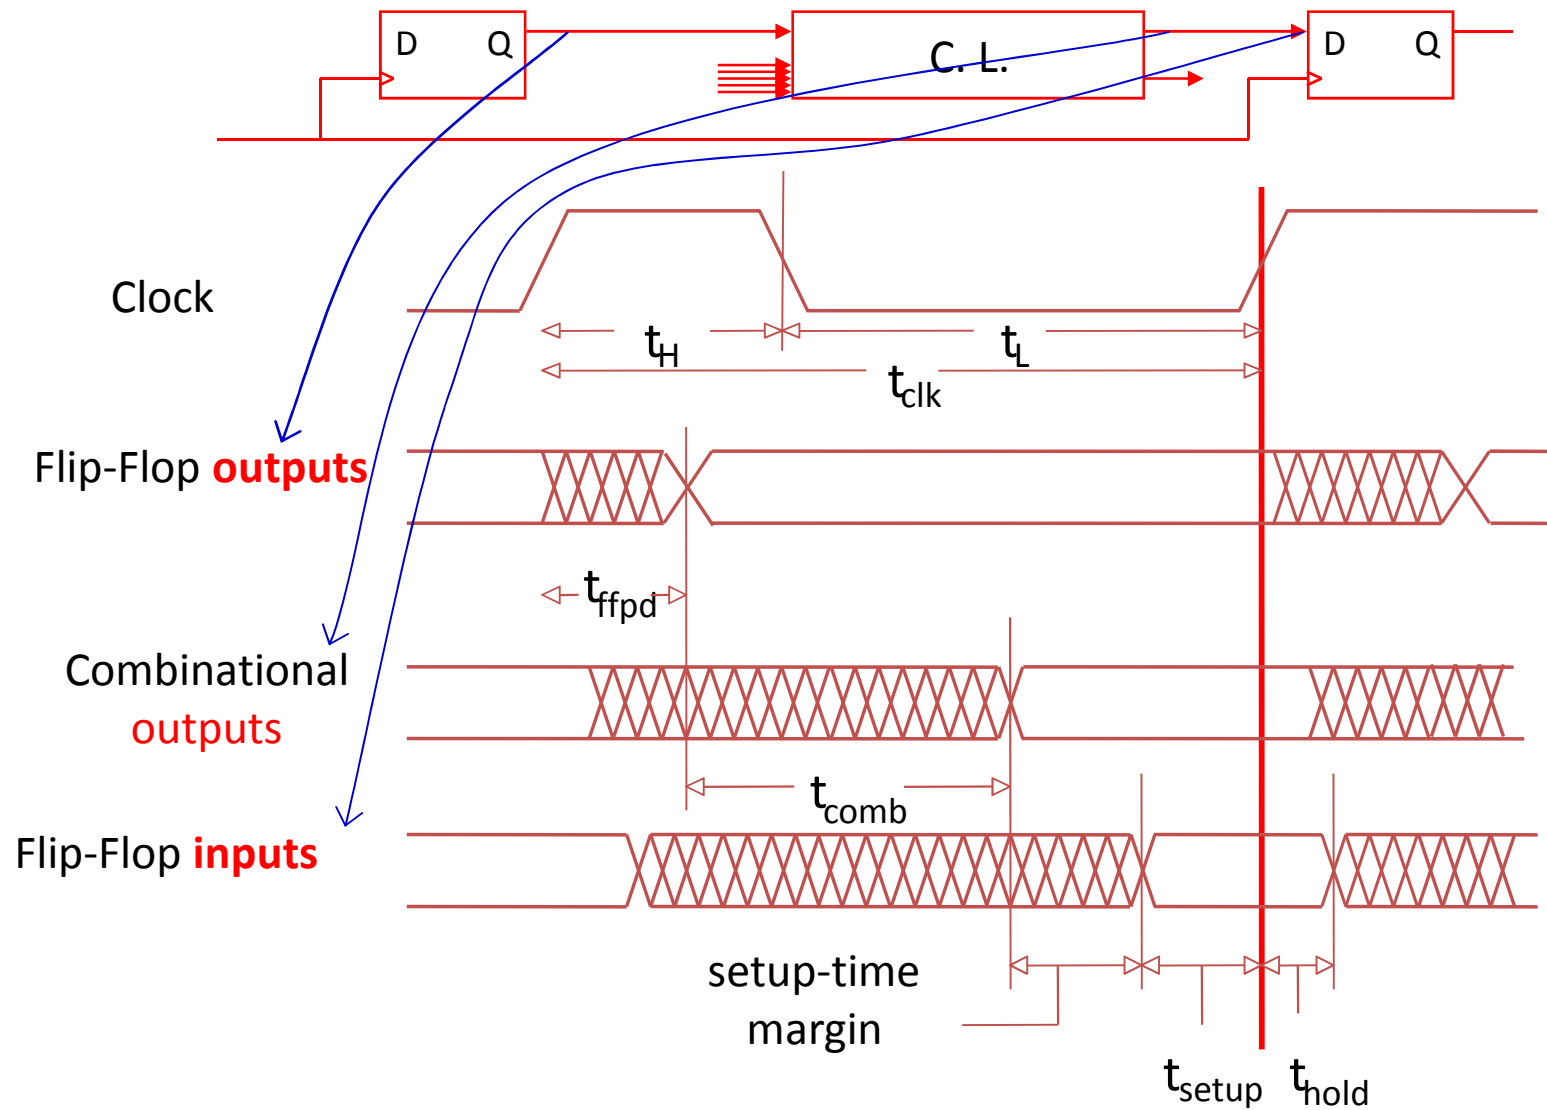 D Q
C. L.
D Q
Clock
tH
tL
tclk
Flip-Flop outputs
tffpd
Combinational
outputs
tcomb
Flip-Flop inputs
setup-time
margin
tsetup
thold